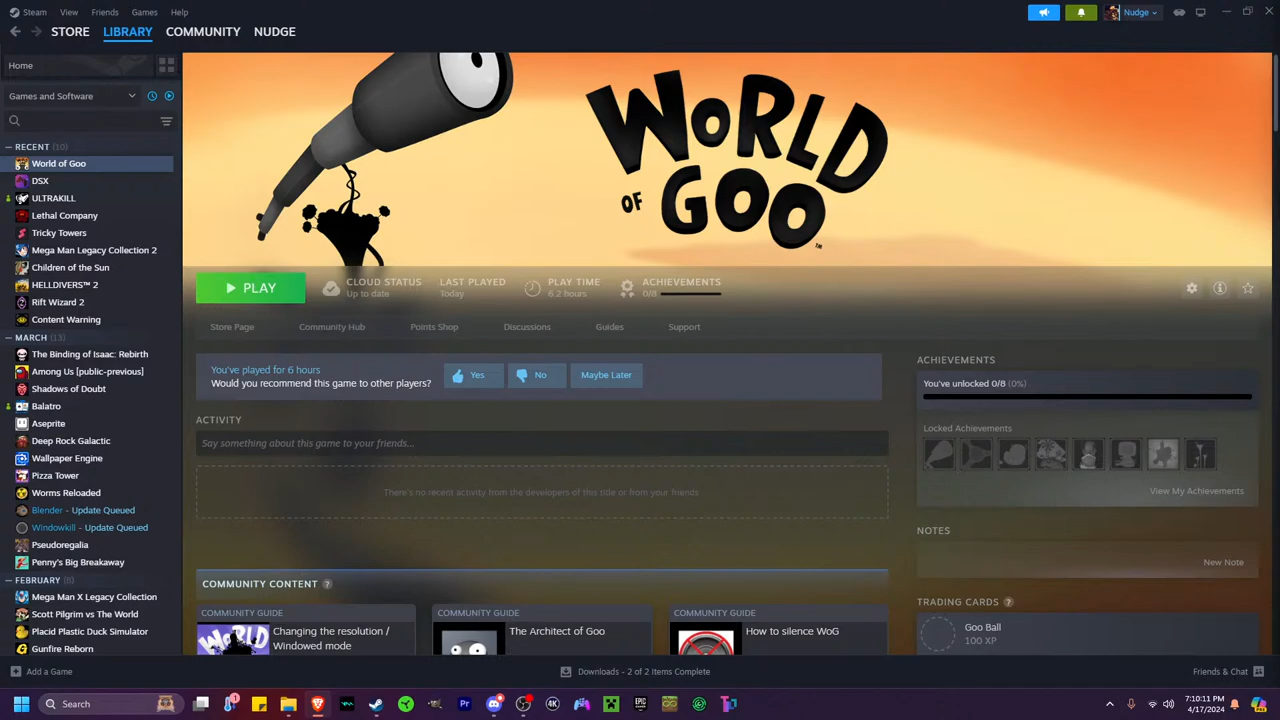 Steam View Friends Games Help
Nudge
STORE LIBRARY COMMUNITY NUDGE
Home
Games and Software
RECENT (10)
World of Goo
DSX
ULTRAKILL
Lethal Company
Tricky Towers
Mega Man Legacy Collection 2
Children of the Sun
HELLDIVERS™ 2
Rift Wizard 2
Content Warning
MARCH (13)
The Binding of Isaac: Rebirth
Among Us [public-previous]
Shadows of Doubt
Balatro
Aseprite
Deep Rock Galactic
Wallpaper Engine
Pizza Tower
Worms Reloaded
Blender - Update Queued
Windowkill - Update Queued
Pseudoregalia
Penny's Big Breakaway
FEBRUARY (8)
Mega Man X Legacy Collection
Scott Pilgrim vs The World
Placid Plastic Duck Simulator
Gunfire Reborn
Add a Game
WORLD
OF GOO™
PLAY
CLOUD STATUS
Up to date
LAST PLAYED
Today
PLAY TIME
6.2 hours
ACHIEVEMENTS
0/8
Store Page Community Hub Points Shop Discussions Guides Support
You've played for 6 hours
Would you recommend this game to other players?
Yes No Maybe Later
ACTIVITY
Say something about this game to your friends...
There's no recent activity from the developers of this title or from your friends
COMMUNITY CONTENT ?
COMMUNITY GUIDE
WORLD
Changing the resolution /
Windowed mode
COMMUNITY GUIDE
The Architect of Goo
COMMUNITY GUIDE
How to silence WoG
ACHIEVEMENTS
You've unlocked 0/8 (0%)
Locked Achievements
View My Achievements
NOTES
New Note
TRADING CARDS ?
Goo Ball
100 XP
Downloads - 2 of 2 Items Complete
Friends & Chat
Search
7:10:11 PM
4/17/2024